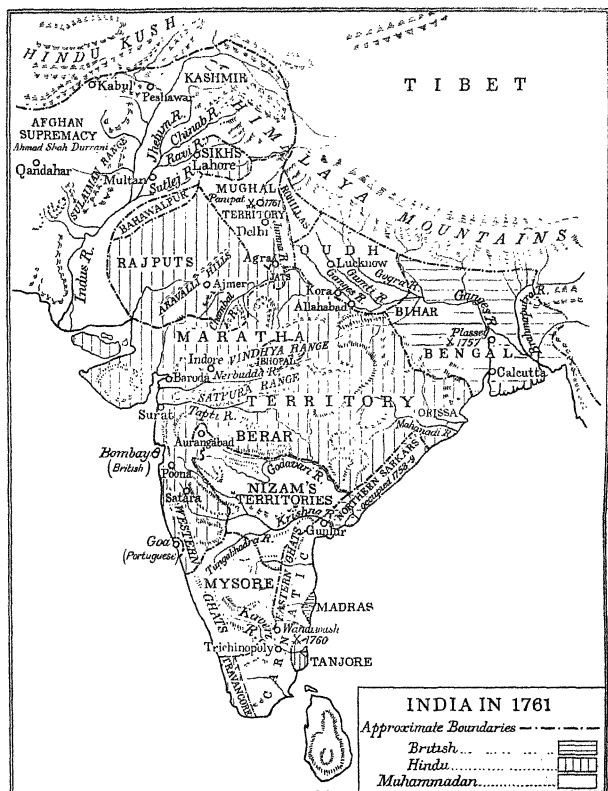 HINDU KUSH
TIBET
KASHMIR
Kabul
Peshawar
AFGHAN
SUPREMACY
Ahmad Shah Durrani
Jhelum R.
Chinab R.
Ravi R.
SIKHS
Lahore
Qandahar
Multan
Sutlej R.
SULAIMAN RANGE
HIMALAYA MOUNTAINS
MUGHAL
Panipat X 1761
TERRITORY
Delhi
ROHILLAS
BAHAWALPUR
Indus R.
RAJPUTS
ARAVALLI HILLS
Ajmer
Agra
JATS
Jumna R.
Chambal R.
OUDH
Lucknow
Gumti R.
Gogra R.
Ganges R.
Kora
Allahabad
BIHAR
Ganges R.
Brahmaputra R.
Plassey
X 1757
BENGAL
Calcutta
MARATHA
Indore
VINDHYA RANGE
BHOPAL
Baroda
Nerbudda R.
SATPURA RANGE
TERRITORY
Surat
Tapti R.
ORISSA
Mahanadi R.
BERAR
Aurangabad
Bombay
(British)
Godavari R.
NORTHERN SARKARS
occupied 1758-9
Poona
NIZAM'S
TERRITORIES
Satara
Krishna R.
Guntur
WESTERN GHATS
Goa
(Portuguese)
Tungabhadra R.
EASTERN GHATS
CARNATIC
MYSORE
MADRAS
Kaveri R.
Wandiwash
X 1760
Trichinopoly
TANJORE
TRAVANCORE
INDIA IN 1761
Approximate Boundaries
British
Hindu
Muhammadan